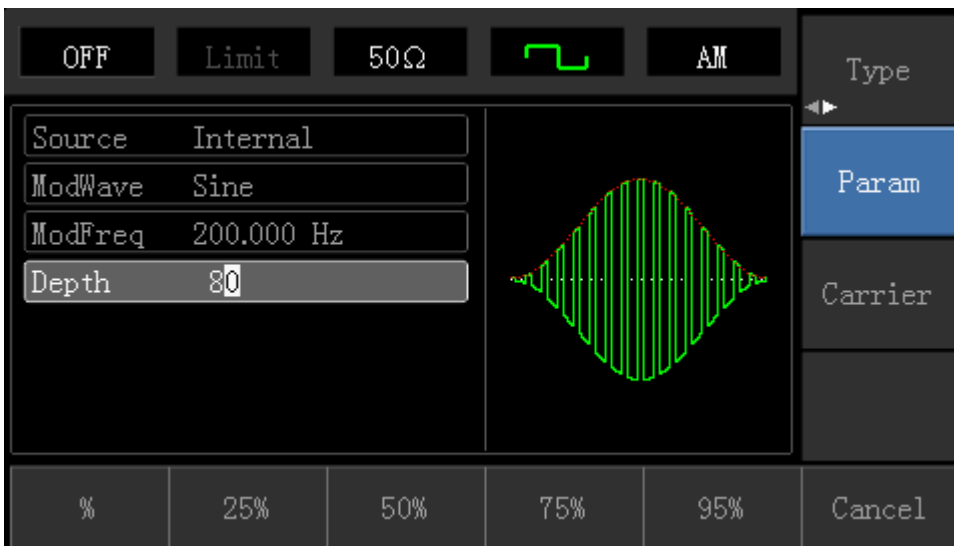 OFF Limit 50Ω AM
Type
Source Internal
ModWave Sine
ModFreq 200.000 Hz
Depth 80
Param
Carrier
% 25% 50% 75% 95% Cancel